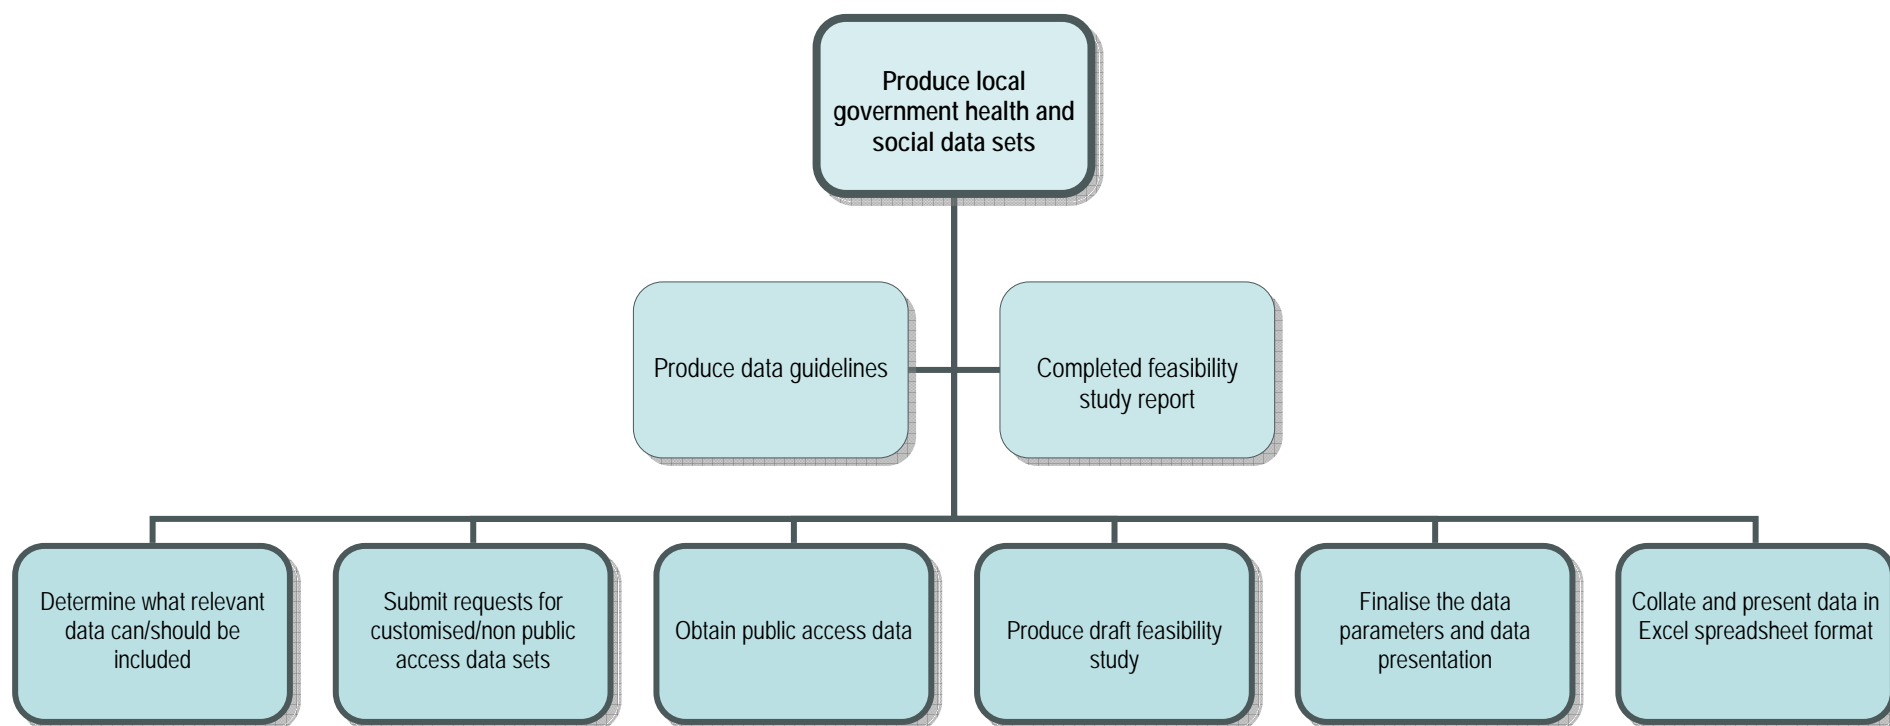 Produce local
government health and
social data sets
Produce data guidelines
Completed feasibility
study report
Determine what relevant
data can/should be
included
Submit requests for
customised/non public
access data sets
Obtain public access data
Produce draft feasibility
study
Finalise the data
parameters and data
presentation
Collate and present data in
Excel spreadsheet format